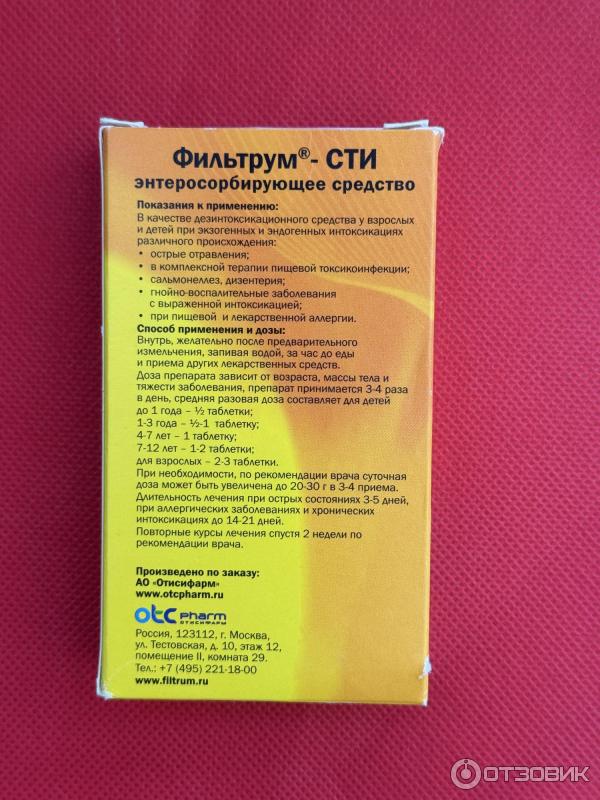 Фильтрум®- СТИ
энтеросорбирующее средство
Показания к применению:
В качестве дезинтоксикационного средства у взрослых
и детей при экзогенных и эндогенных интоксикациях
различного происхождения:
• острые отравления;
• в комплексной терапии пищевой токсикоинфекции;
• сальмонеллез, дизентерия;
• гнойно-воспалительные заболевания
с выраженной интоксикацией;
• при пищевой и лекарственной аллергии.
Способ применения и дозы:
Внутрь, желательно после предварительного
измельчения, запивая водой, за час до еды
и приема других лекарственных средств.
Доза препарата зависит от возраста, массы тела и
тяжести заболевания, препарат принимается 3-4 раза
в день, средняя разовая доза составляет для детей
до 1 года – ½ таблетки;
1-3 года – ½-1 таблетку;
4-7 лет – 1 таблетку;
7-12 лет – 1-2 таблетки;
для взрослых – 2-3 таблетки.
При необходимости, по рекомендации врача суточная
доза может быть увеличена до 20-30 г в 3-4 приема.
Длительность лечения при острых состояниях 3-5 дней,
при аллергических заболеваниях и хронических
интоксикациях до 14-21 дней.
Повторные курсы лечения спустя 2 недели по
рекомендации врача.
Произведено по заказу:
АО «Отисифарм»
www.otcpharm.ru
otc pharm
ОТИСИФАРМ
Россия, 123112, г. Москва,
ул. Тестовская, д. 10, этаж 12,
помещение II, комната 29.
Тел.: +7 (495) 221-18-00
www.filtrum.ru
ОТЗОВИК